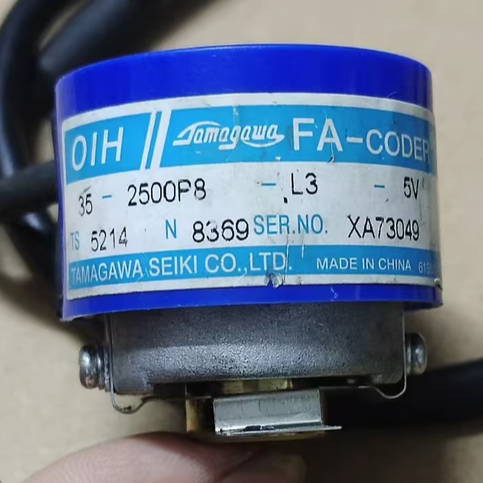 OIH // Tamagawa FA-CODER
35 - 2500P8 - L3 - 5V
TS 5214 N 8369 SER.NO. XA73049
TAMAGAWA SEIKI CO.,LTD. MADE IN CHINA